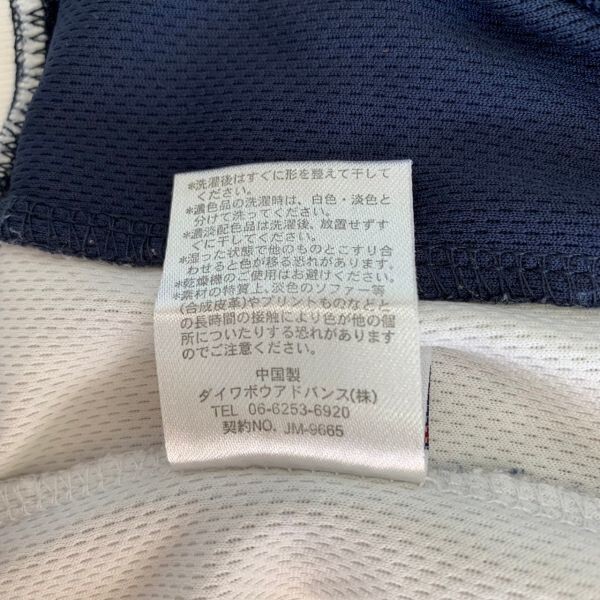 *洗濯後はすぐに形を整えて干して
ください。
*濃色品の洗濯時は、白色・淡色と
分けて洗ってください。
*濃淡配色品は洗濯後、放置せずす
ぐに干してください。
*湿った状態で他のものとこすり合
わせると色が移る恐れがあります。
*乾燥機のご使用はお避けください。
*素材の特質上、淡色のソファー等
(合成皮革)やプリントものなどと
の長時間の接触により色が他の個
所についたりする恐れがあります
のでご注意ください。
中国製
ダイワボウアドバンス(株)
TEL 06-6253-6920
契約NO. JM-9665